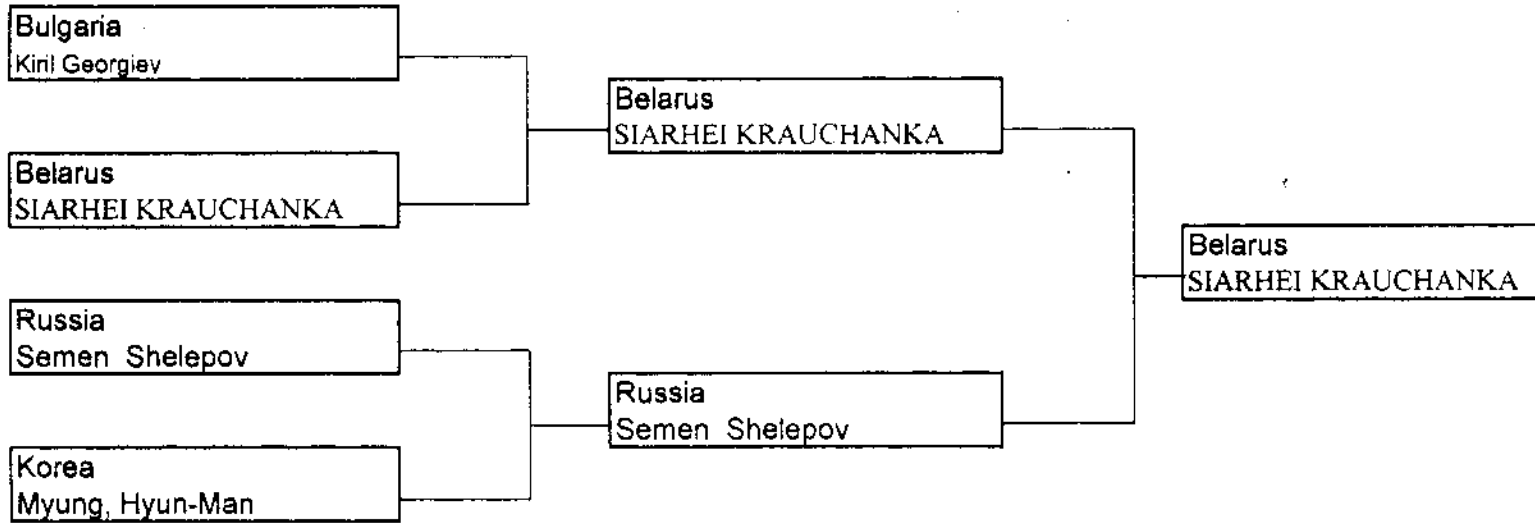 Bulgaria
Kiril Georgiev
Belarus
SIARHEI KRAUCHANKA
Russia
Semen Shelepov
Korea
Myung, Hyun-Man
Belarus
SIARHEI KRAUCHANKA
Russia
Semen Shelepov
Belarus
SIARHEI KRAUCHANKA